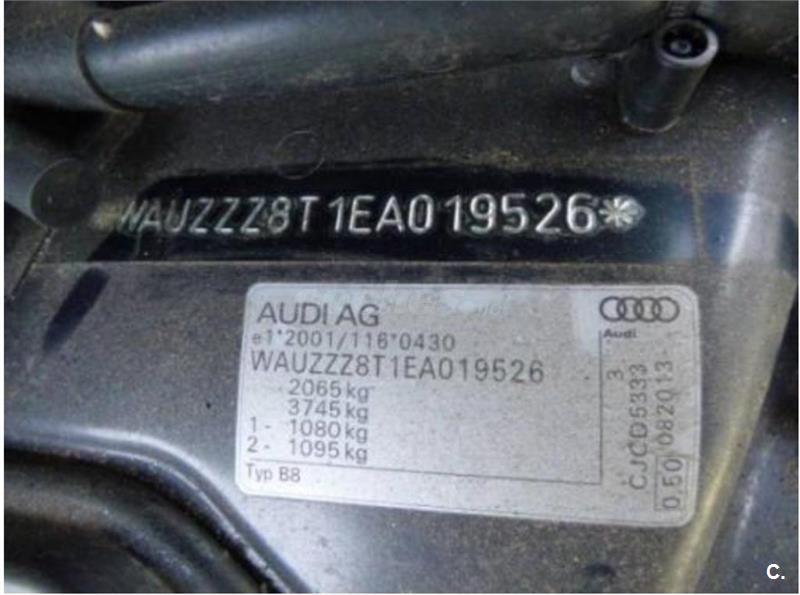 WAUZZZ8T1EA019526*
AUDI AG
Audi
e1*2001/116*0430
WAUZZZ8T1EA019526
2065 kg
3745 kg
1 - 1080 kg
2 - 1095 kg
Typ B8
3
CJCD5333
0.50 082013
C.